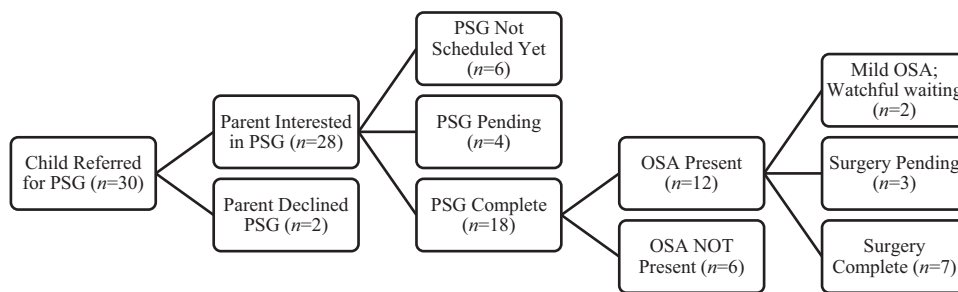 Child Referred
for PSG (n=30)
Parent Interested
in PSG (n=28)
Parent Declined
PSG (n=2)
PSG Not
Scheduled Yet
(n=6)
PSG Pending
(n=4)
PSG Complete
(n=18)
OSA Present
(n=12)
OSA NOT
Present (n=6)
Mild OSA;
Watchful waiting
(n=2)
Surgery Pending
(n=3)
Surgery
Complete (n=7)